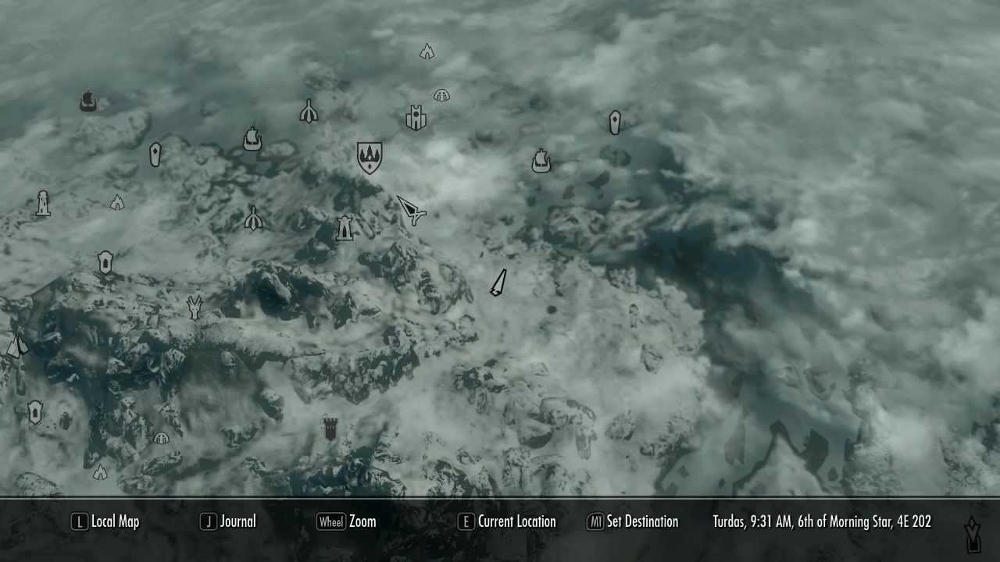 L Local Map
J Journal
Wheel Zoom
E Current Location
M1 Set Destination
Turdas, 9:31 AM, 6th of Morning Star, 4E 202